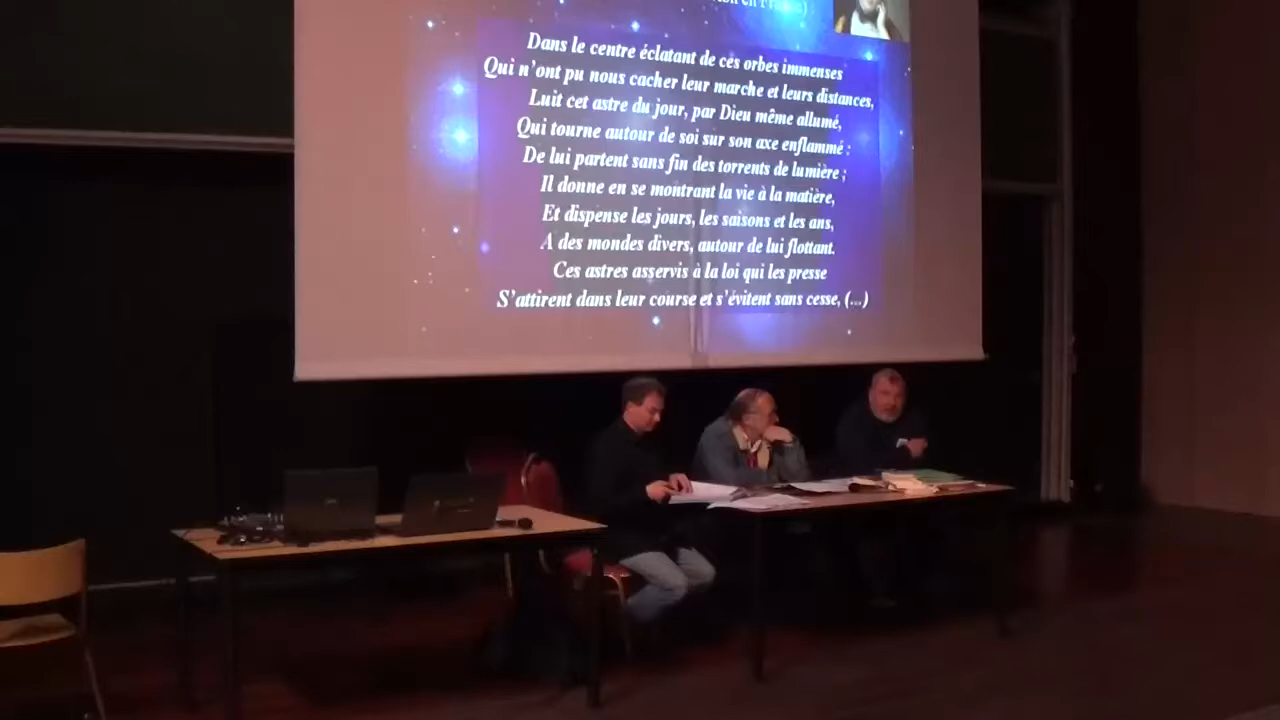 en France)
Dans le centre éclatant de ces orbes immenses
Qui n'ont pu nous cacher leur marche et leurs distances,
Luit cet astre du jour, par Dieu même allumé,
Qui tourne autour de soi sur son axe enflammé :
De lui partent sans fin des torrents de lumière ;
Il donne en se montrant la vie à la matière,
Et dispense les jours, les saisons et les ans,
A des mondes divers, autour de lui flottant.
Ces astres asservis à la loi qui les presse
S'attirent dans leur course et s'évitent sans cesse, (...)